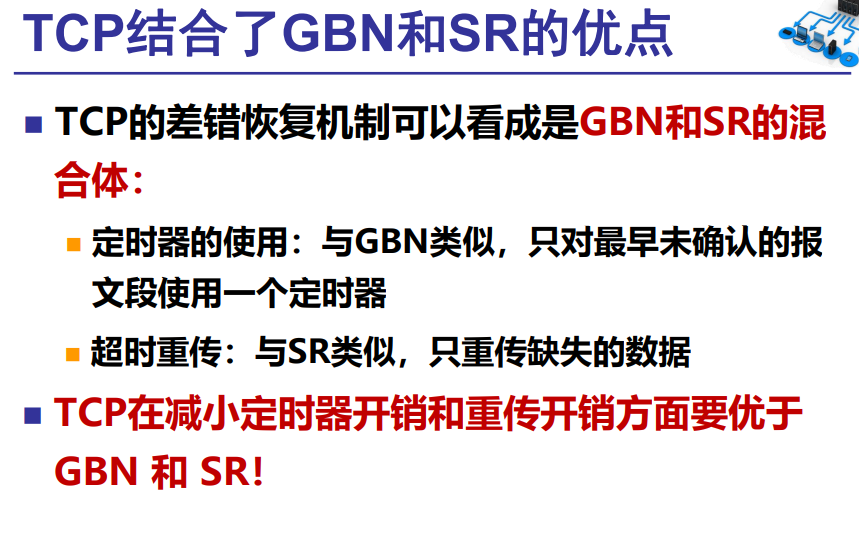 TCP结合了GBN和SR的优点
TCP的差错恢复机制可以看成是GBN和SR的混
合体：
定时器的使用：与GBN类似，只对最早未确认的报
文段使用一个定时器
超时重传：与SR类似，只重传缺失的数据
TCP在减小定时器开销和重传开销方面要优于
GBN 和 SR！